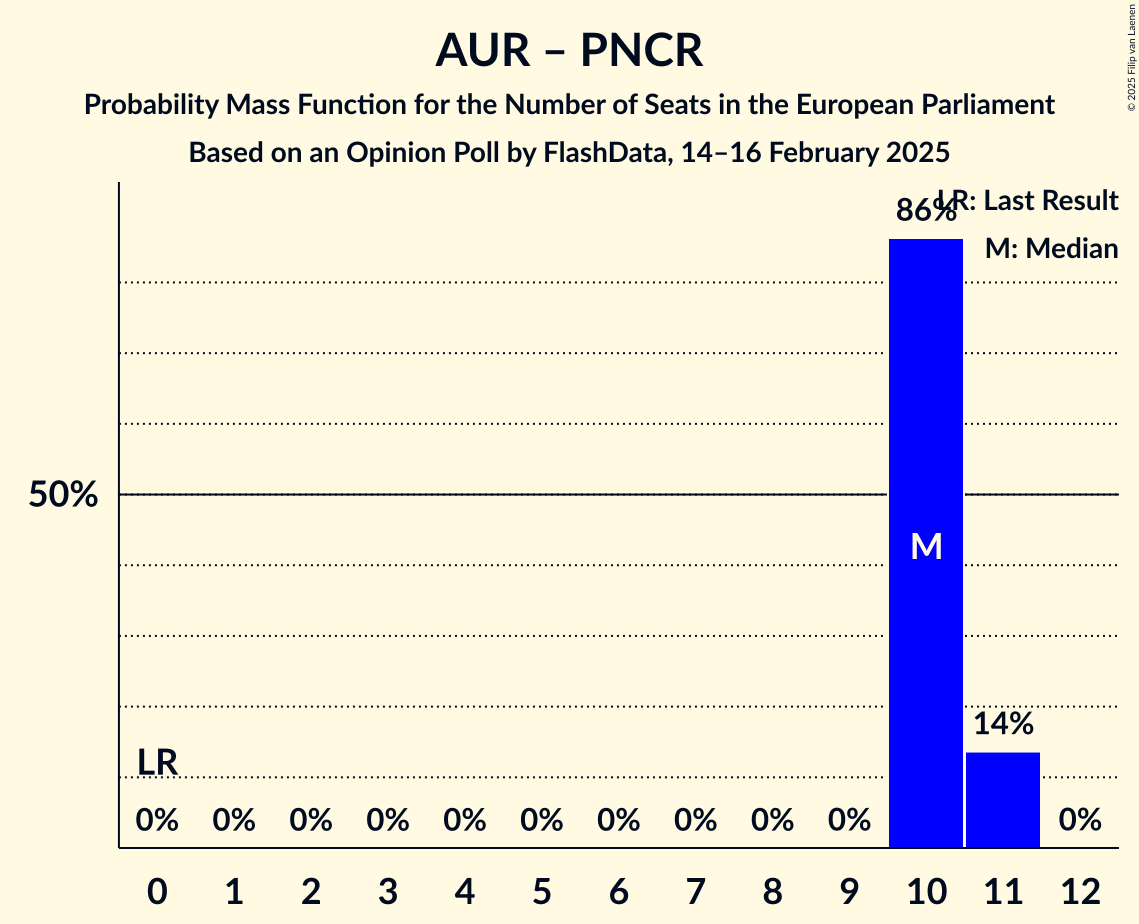 AUR – PNCR
Probability Mass Function for the Number of Seats in the European Parliament
Based on an Opinion Poll by FlashData, 14–16 February 2025
© 2025 Filip van Laenen
LR: Last Result
M: Median
86%
50%
M
14%
LR
0% 0% 0% 0% 0% 0% 0% 0% 0% 0% 0%
0 1 2 3 4 5 6 7 8 9 10 11 12